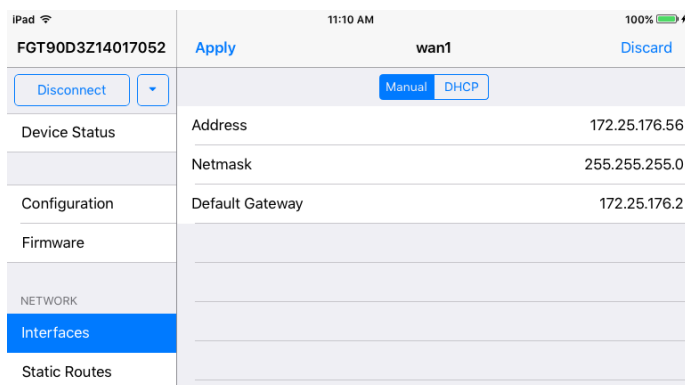 iPad 11:10 AM 100%
FGT90D3Z14017052 Apply wan1 Discard
Disconnect Manual DHCP
Device Status Address 172.25.176.56
Netmask 255.255.255.0
Configuration Default Gateway 172.25.176.2
Firmware
NETWORK
Interfaces
Static Routes